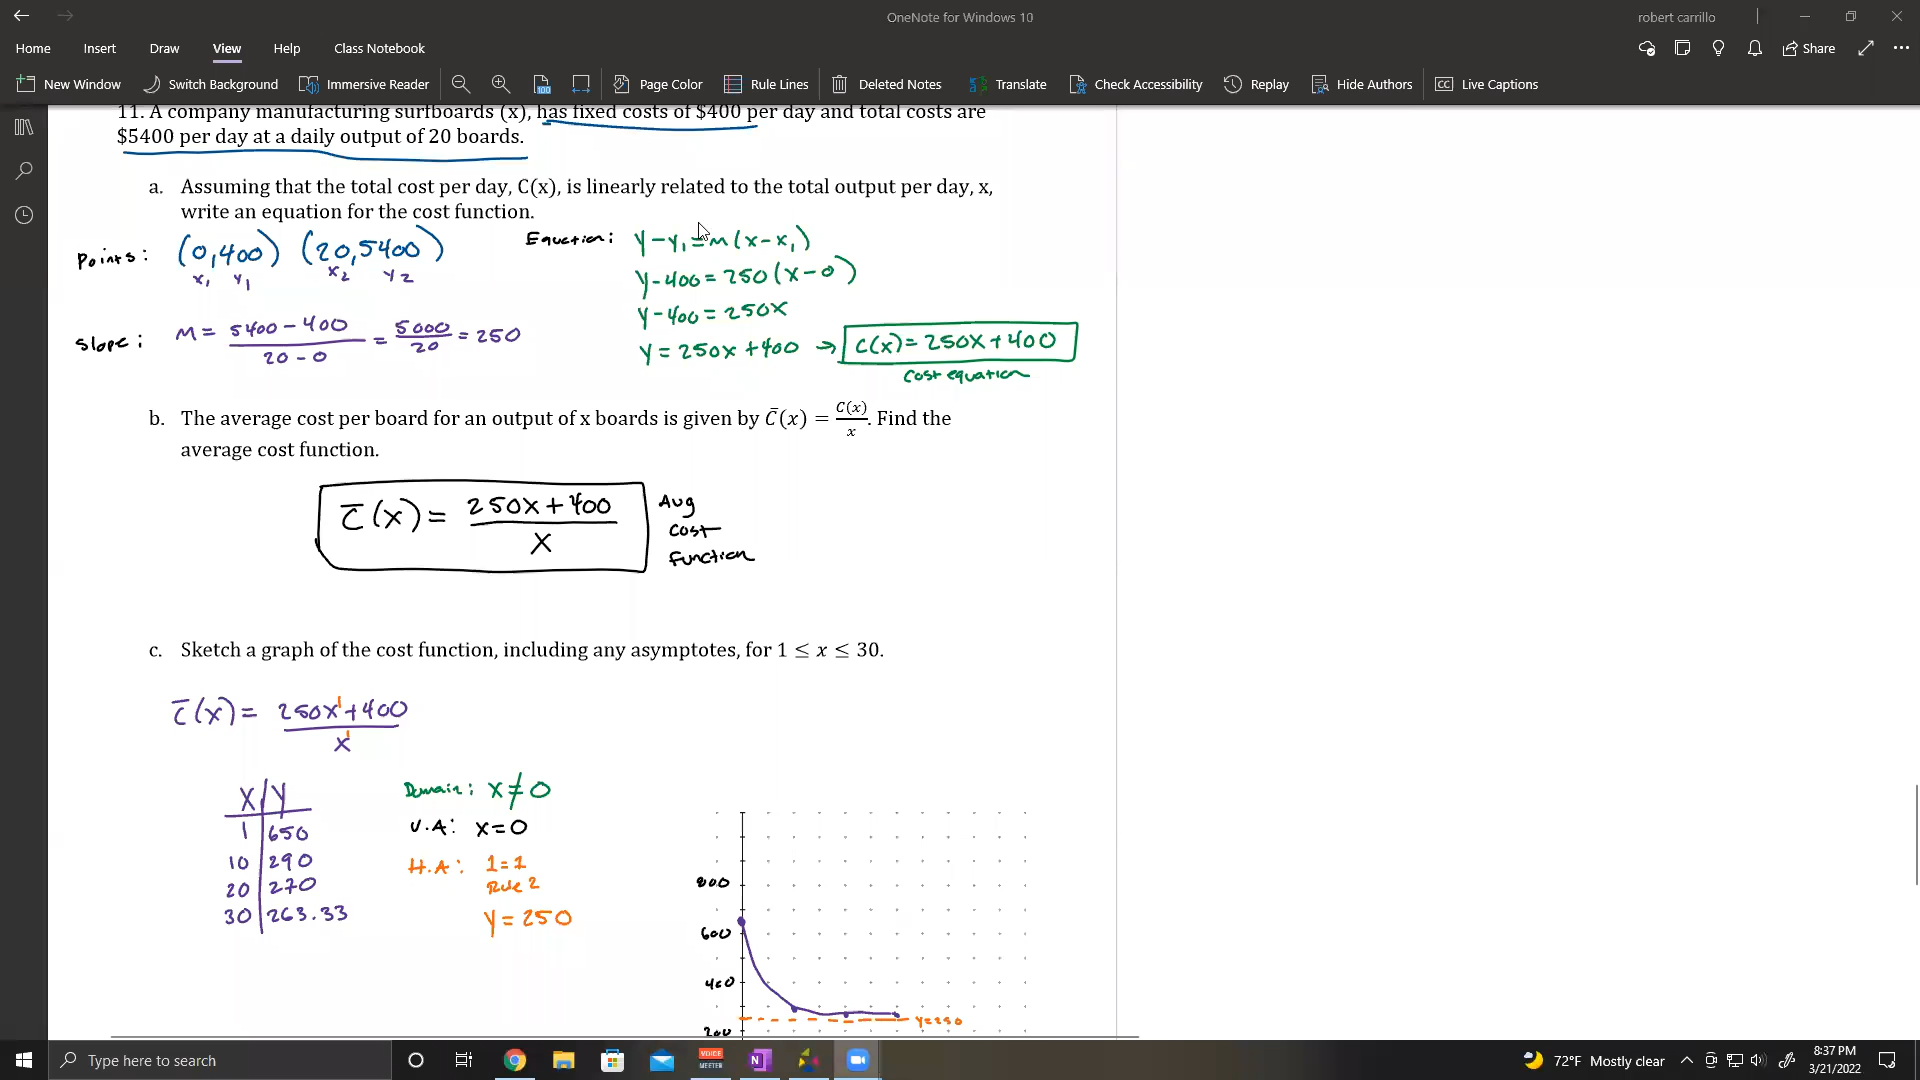 OneNote for Windows 10
robert carrillo
Home Insert Draw View Help Class Notebook
Share
New Window Switch Background Immersive Reader 100 Page Color Rule Lines Deleted Notes Translate Check Accessibility Replay Hide Authors Live Captions
11. A company manufacturing surfboards (x), has fixed costs of $400 per day and total costs are
$5400 per day at a daily output of 20 boards.
a. Assuming that the total cost per day, C(x), is linearly related to the total output per day, x,
write an equation for the cost function.
Points: (0,400) (20,5400)
x₁ y₁ x₂ y₂
Slope: M = 5400 - 400 / 20 - 0 = 5000 / 20 = 250
Equation: y - y₁ = m(x - x₁)
y - 400 = 250(x - 0)
y - 400 = 250x
y = 250x + 400 → C(x) = 250x + 400
Cost equation
b. The average cost per board for an output of x boards is given by C̄(x) = C(x)/x. Find the
average cost function.
C̄(x) = 250x + 400 / x
Avg
Cost
Function
c. Sketch a graph of the cost function, including any asymptotes, for 1 ≤ x ≤ 30.
C̄(x) = 250x¹ + 400 / x¹
X Y
1 650
10 290
20 270
30 263.33
Domain: x ≠ 0
V.A: x = 0
H.A: 1 = 1
Rule 2
y = 250
800
600
400
200
y=250
Type here to search
VOICE
MEETER
72°F Mostly clear
8:37 PM
3/21/2022